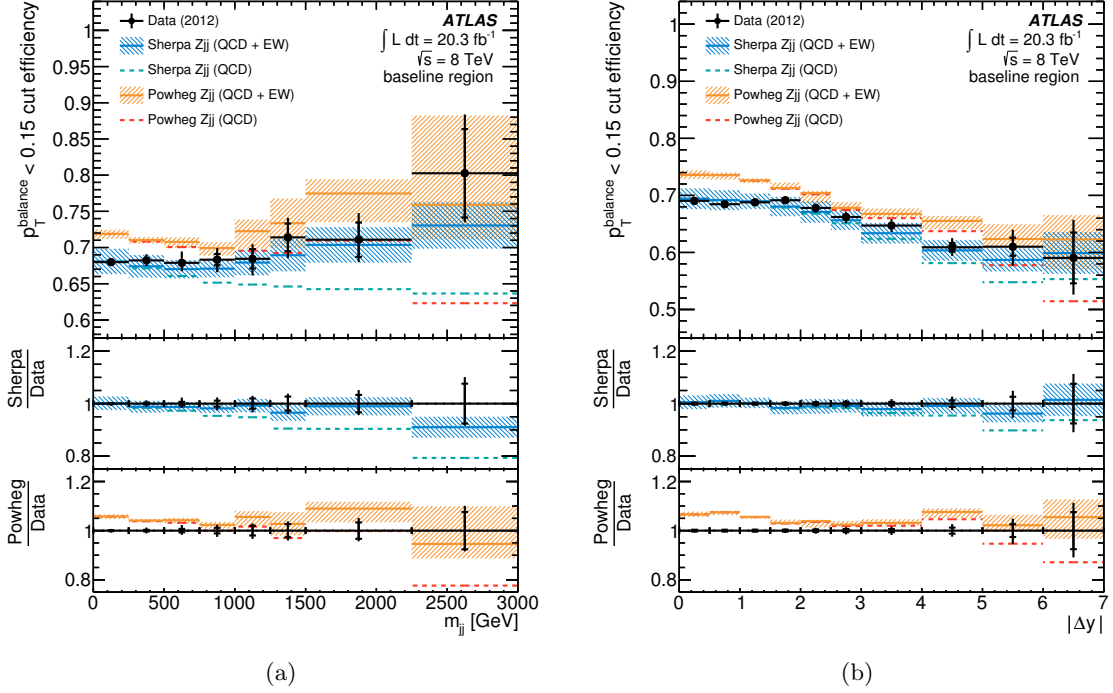 ATLAS
∫ L dt = 20.3 fb⁻¹
√s = 8 TeV
baseline region
Data (2012)
Sherpa Zjj (QCD + EW)
Sherpa Zjj (QCD)
Powheg Zjj (QCD + EW)
Powheg Zjj (QCD)
p_T^balance < 0.15 cut efficiency
1
0.95
0.9
0.85
0.8
0.75
0.7
0.65
0.6
Sherpa
Data
1.2
1
0.8
Powheg
Data
1.2
1
0.8
0 500 1000 1500 2000 2500 3000
m_jj [GeV]
(a)
ATLAS
∫ L dt = 20.3 fb⁻¹
√s = 8 TeV
baseline region
Data (2012)
Sherpa Zjj (QCD + EW)
Sherpa Zjj (QCD)
Powheg Zjj (QCD + EW)
Powheg Zjj (QCD)
p_T^balance < 0.15 cut efficiency
1
0.9
0.8
0.7
0.6
0.5
Sherpa
Data
1.2
1
0.8
Powheg
Data
1.2
1
0.8
0 1 2 3 4 5 6 7
|Δy|
(b)